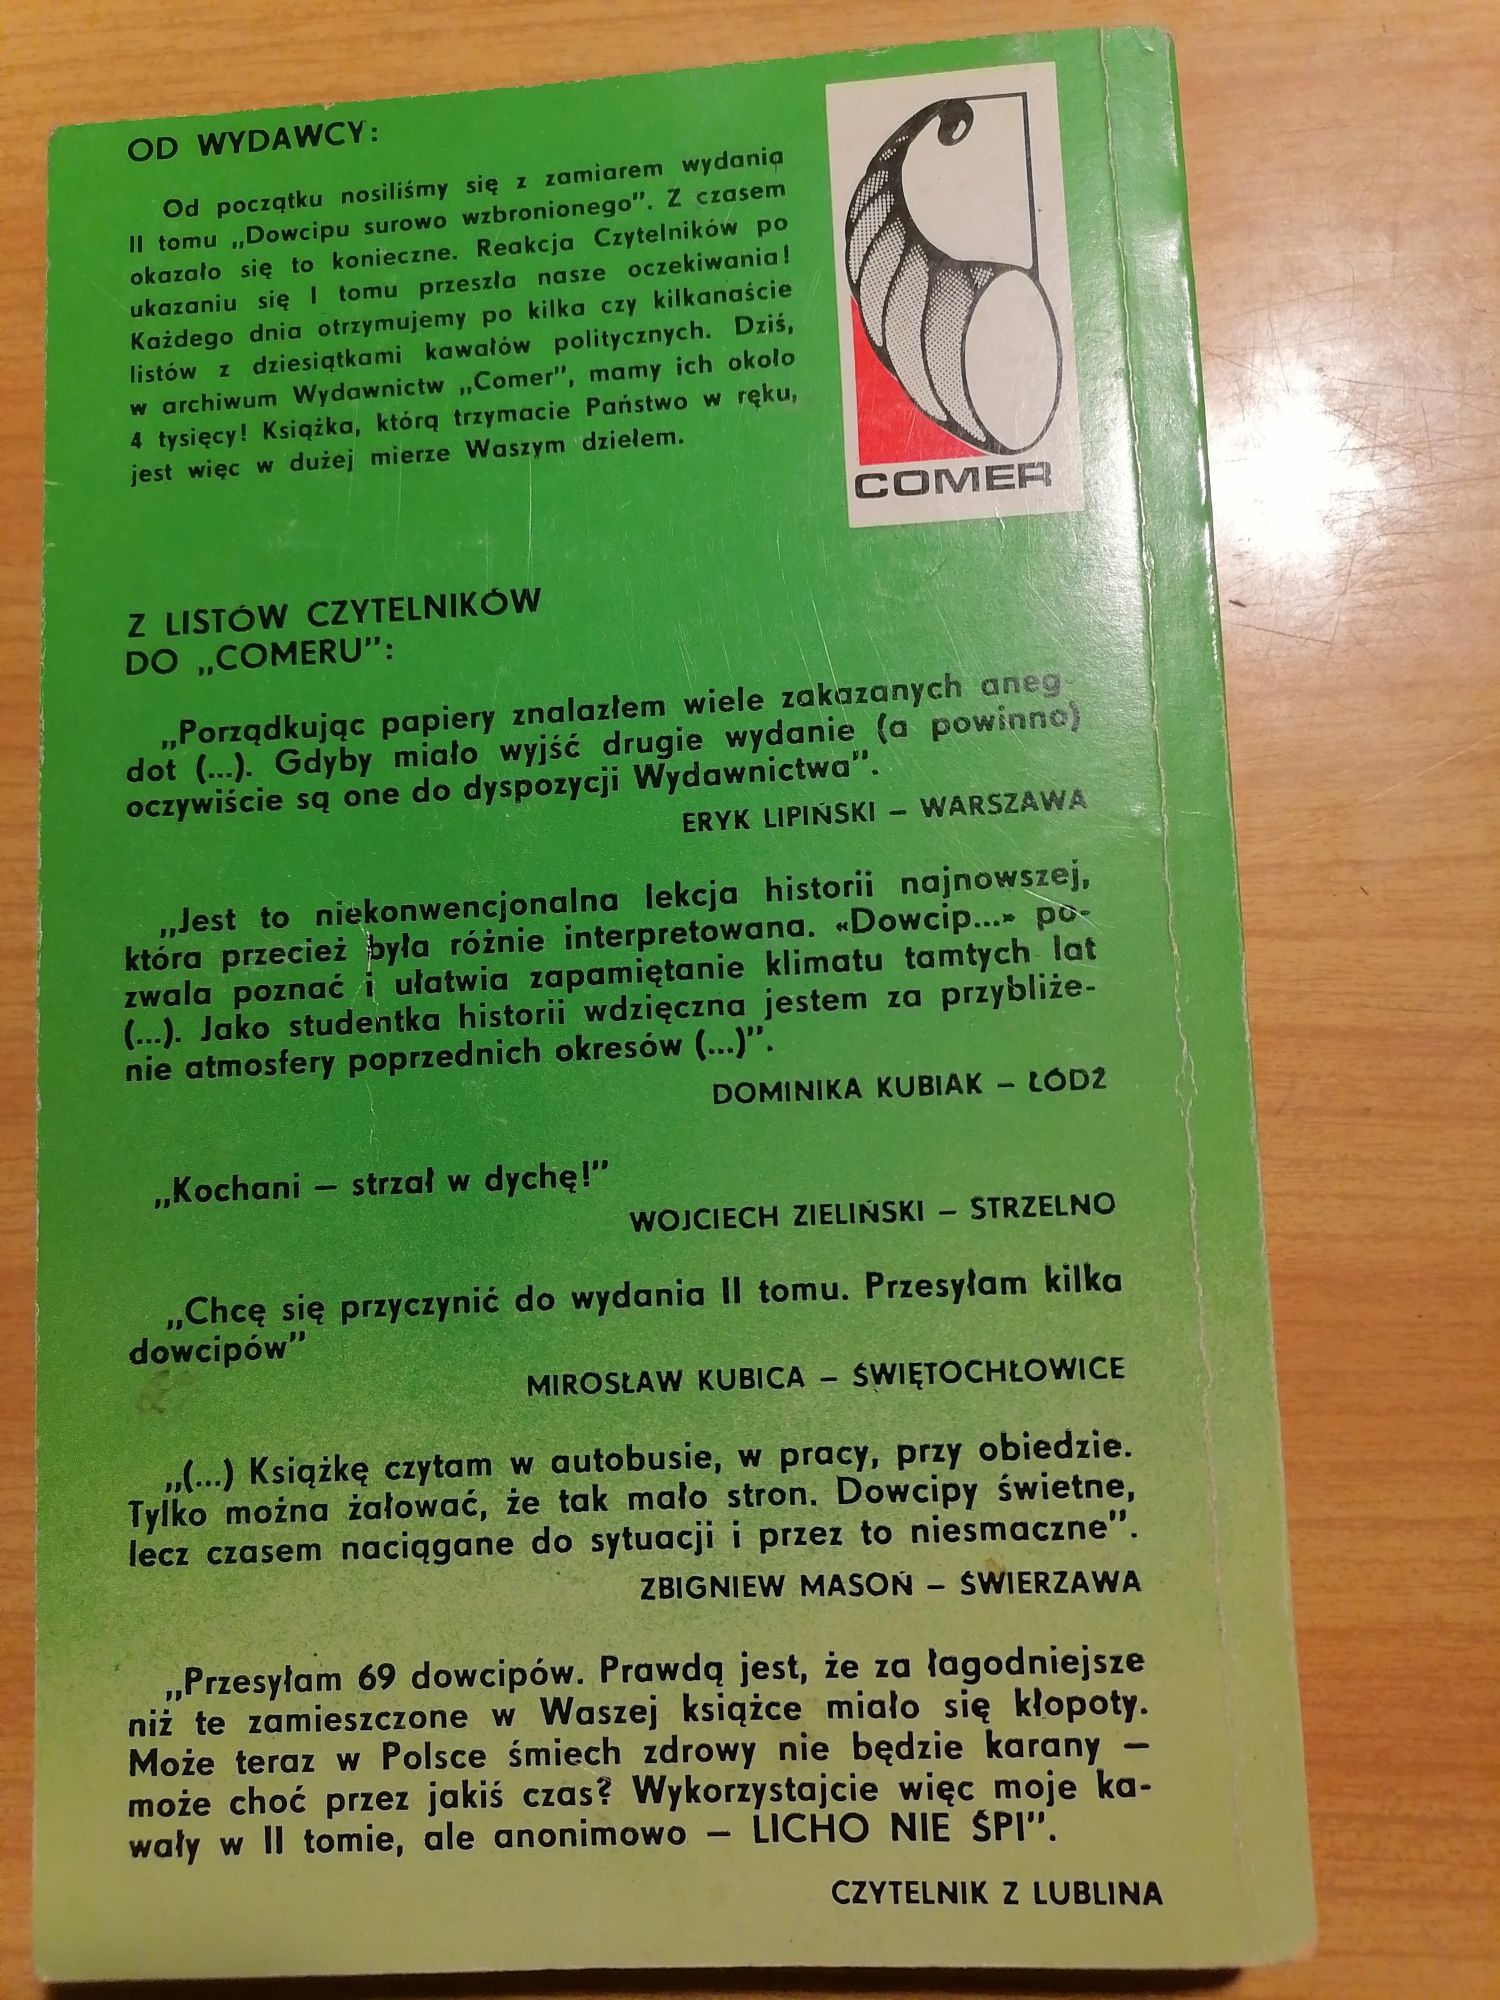 OD WYDAWCY:
Od początku nosiliśmy się z zamiarem wydania
II tomu „Dowcipu surowo wzbronionego”. Z czasem
okazało się to konieczne. Reakcja Czytelników po
ukazaniu się I tomu przeszła nasze oczekiwania!
Każdego dnia otrzymujemy po kilka czy kilkanaście
listów z dziesiątkami kawałów politycznych. Dziś,
w archiwum Wydawnictw „Comer”, mamy ich około
4 tysięcy! Książka, którą trzymacie Państwo w ręku,
jest więc w dużej mierze Waszym dziełem.
COMER
Z LISTÓW CZYTELNIKÓW
DO „COMERU”:
„Porządkując papiery znalazłem wiele zakazanych aneg-
dot (...). Gdyby miało wyjść drugie wydanie (a powinno)
oczywiście są one do dyspozycji Wydawnictwa”.
ERYK LIPIŃSKI – WARSZAWA
„Jest to niekonwencjonalna lekcja historii najnowszej,
która przecież była różnie interpretowana. «Dowcip...» po-
zwala poznać i ułatwia zapamiętanie klimatu tamtych lat
(...). Jako studentka historii wdzięczna jestem za przybliże-
nie atmosfery poprzednich okresów (...)”.
DOMINIKA KUBIAK – ŁÓDŹ
„Kochani – strzał w dychę!”
WOJCIECH ZIELIŃSKI – STRZELNO
„Chcę się przyczynić do wydania II tomu. Przesyłam kilka
dowcipów”
MIROSŁAW KUBICA – ŚWIĘTOCHŁOWICE
„(...) Książkę czytam w autobusie, w pracy, przy obiedzie.
Tylko można żałować, że tak mało stron. Dowcipy świetne,
lecz czasem naciągane do sytuacji i przez to niesmaczne”.
ZBIGNIEW MASOŃ – ŚWIERZAWA
„Przesyłam 69 dowcipów. Prawdą jest, że za łagodniejsze
niż te zamieszczone w Waszej książce miało się kłopoty.
Może teraz w Polsce śmiech zdrowy nie będzie karany –
może choć przez jakiś czas? Wykorzystajcie więc moje ka-
wały w II tomie, ale anonimowo – LICHO NIE ŚPI”.
CZYTELNIK Z LUBLINA